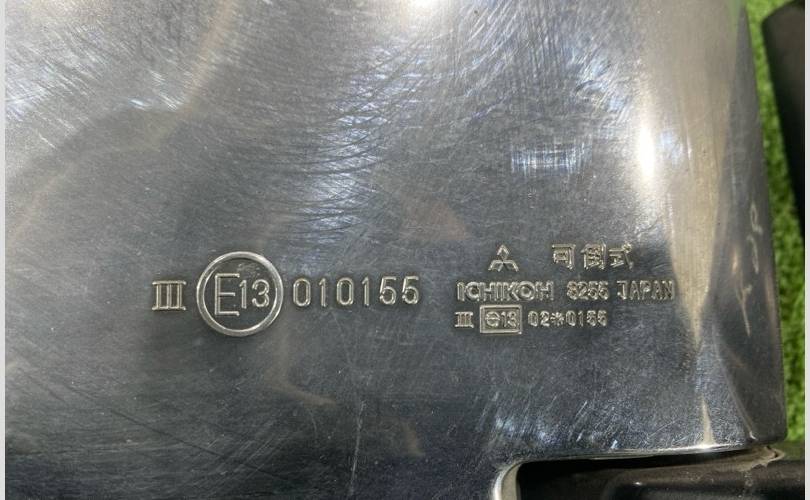 III E13 010155
可倒式
ICHIKOH 8255 JAPAN
III e13 02*0155